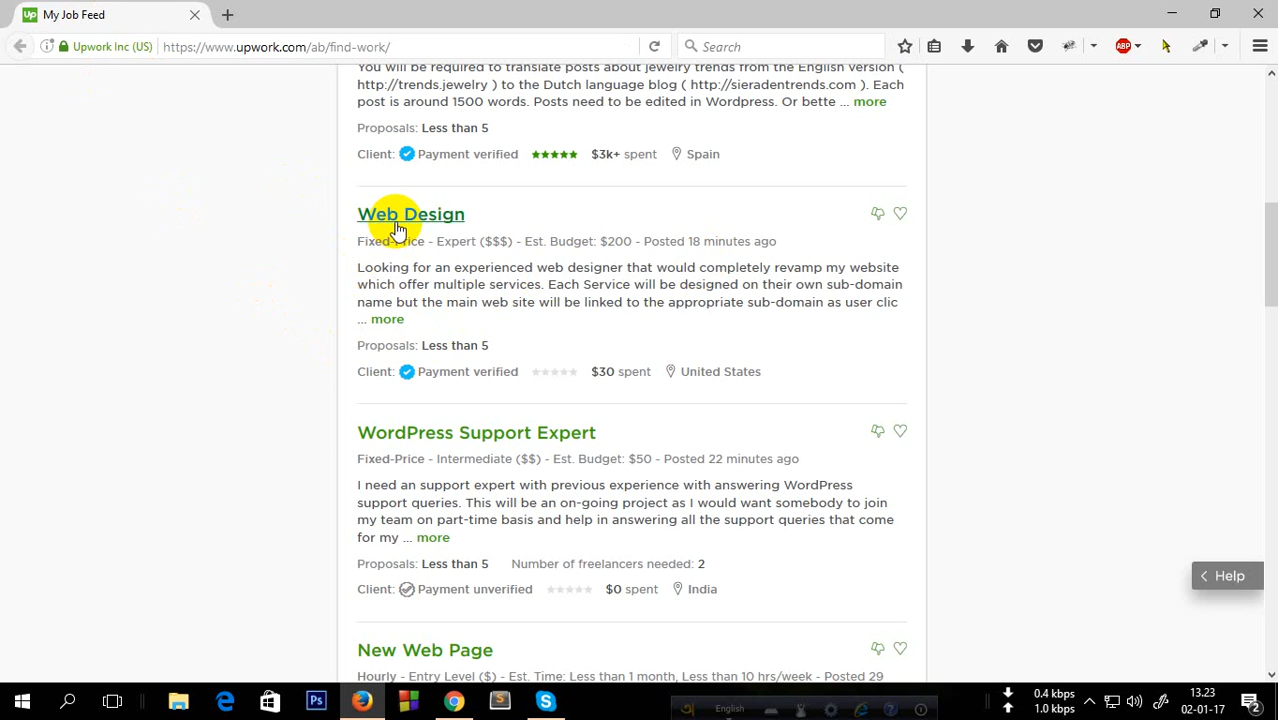 My Job Feed
Upwork Inc (US)
https://www.upwork.com/ab/find-work/
Search
ABP
You will be required to translate posts about jewelry trends from the English version (
http://trends.jewelry ) to the Dutch language blog ( http://sieradentrends.com ). Each
post is around 1500 words. Posts need to be edited in Wordpress. Or bette ... more
Proposals: Less than 5
Client: Payment verified $3k+ spent Spain
Web Design
Fixed-Price - Expert ($$$) - Est. Budget: $200 - Posted 18 minutes ago
Looking for an experienced web designer that would completely revamp my website
which offer multiple services. Each Service will be designed on their own sub-domain
name but the main web site will be linked to the appropriate sub-domain as user clic
... more
Proposals: Less than 5
Client: Payment verified $30 spent United States
WordPress Support Expert
Fixed-Price - Intermediate ($$) - Est. Budget: $50 - Posted 22 minutes ago
I need an support expert with previous experience with answering WordPress
support queries. This will be an on-going project as I would want somebody to join
my team on part-time basis and help in answering all the support queries that come
for my ... more
Proposals: Less than 5 Number of freelancers needed: 2
Client: Payment unverified $0 spent India
Help
New Web Page
Hourly - Entry Level ($) - Est. Time: Less than 1 month, Less than 10 hrs/week - Posted 29
Ps
S
English
0.4 kbps
1.0 kbps
13.23
02-01-17
2